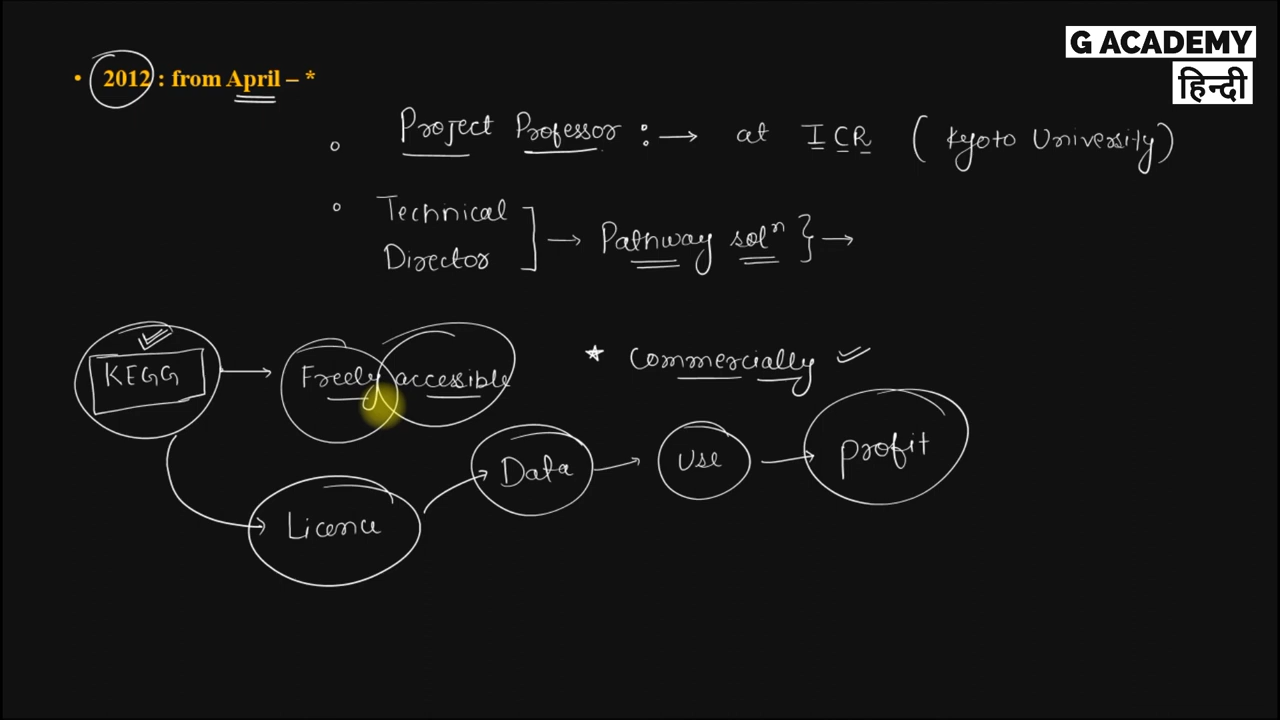 G ACADEMY
हिन्दी
• 2012 : from April – *
Project Professor : → at ICR ( Kyoto University)
Technical
Director ] → Pathway solⁿ } →
KEGG → Freely accessible
* Commercially ✓
Licence → Data → Use → profit